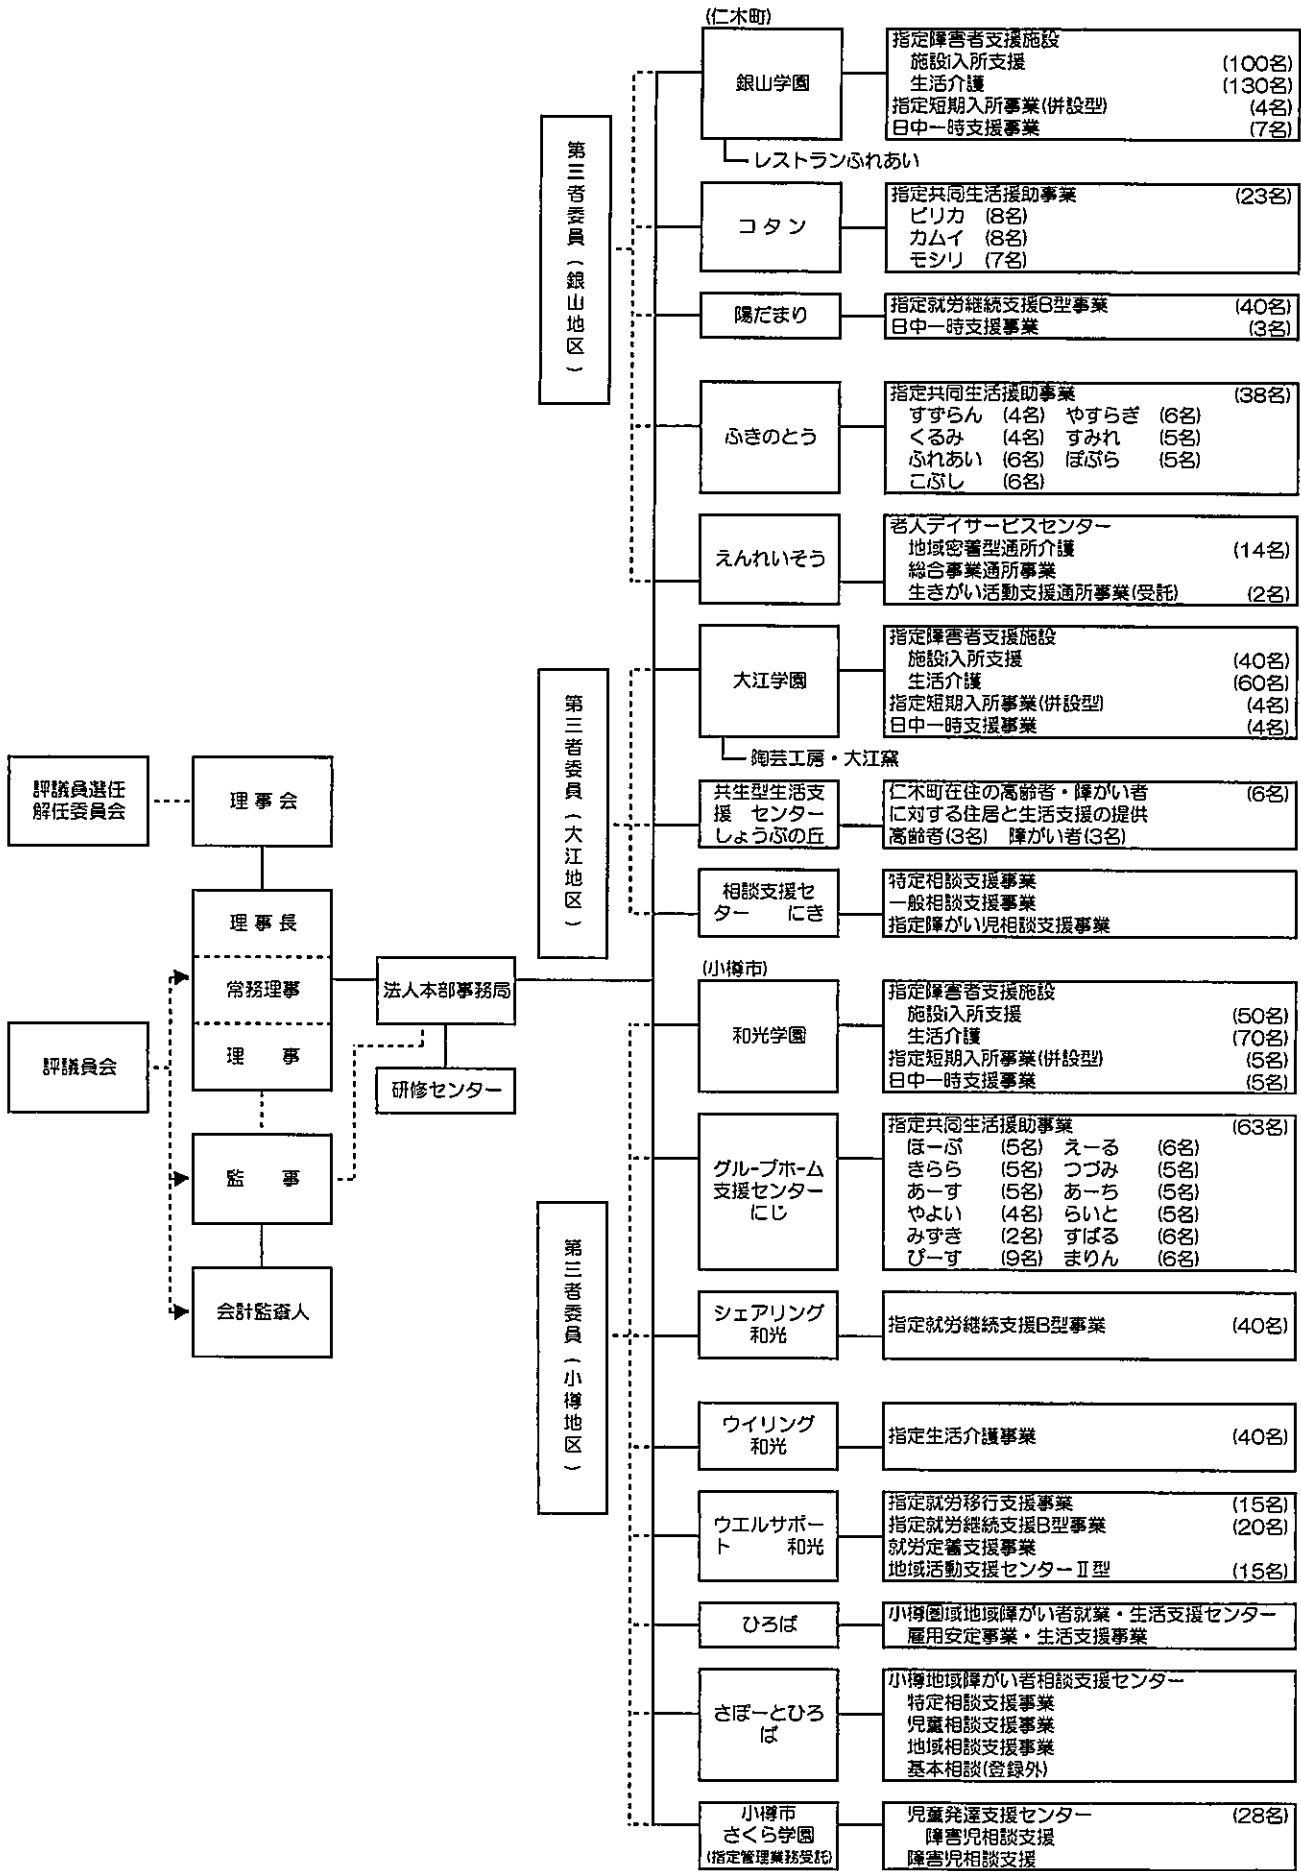 (仁木町)
銀山学園
指定障害者支援施設
施設入所支援 (100名)
生活介護 (130名)
指定短期入所事業(併設型) (4名)
日中一時支援事業 (7名)
レストランふれあい
第三者委員(銀山地区)
コタン
指定共同生活援助事業 (23名)
ピリカ (8名)
カムイ (8名)
モシリ (7名)
陽だまり
指定就労継続支援B型事業 (40名)
日中一時支援事業 (3名)
ふきのとう
指定共同生活援助事業 (38名)
すずらん (4名) やすらぎ (6名)
くるみ (4名) すみれ (5名)
ふれあい (6名) ぽぷら (5名)
こぶし (6名)
えんれいそう
老人デイサービスセンター
地域密着型通所介護 (14名)
総合事業通所事業
生きがい活動支援通所事業(受託) (2名)
第三者委員(大江地区)
大江学園
指定障害者支援施設
施設入所支援 (40名)
生活介護 (60名)
指定短期入所事業(併設型) (4名)
日中一時支援事業 (4名)
陶芸工房・大江窯
共生型生活支
援 センター
しょうぶの丘
仁木町在住の高齢者・障がい者 (6名)
に対する住居と生活支援の提供
高齢者(3名) 障がい者(3名)
相談支援セ
ンター にき
特定相談支援事業
一般相談支援事業
指定障がい児相談支援事業
評議員選任
解任委員会
理事会
理事長
常務理事
理 事
法人本部事務局
研修センター
評議員会
監 事
会計監査人
(小樽市)
第三者委員(小樽地区)
和光学園
指定障害者支援施設
施設入所支援 (50名)
生活介護 (70名)
指定短期入所事業(併設型) (5名)
日中一時支援事業 (5名)
グループホーム
支援センター
にじ
指定共同生活援助事業 (63名)
ほーぷ (5名) えーる (6名)
きらら (5名) つづみ (5名)
あーす (5名) あーち (5名)
やよい (4名) らいと (5名)
みずき (2名) すばる (6名)
ぴーす (9名) まりん (6名)
シェアリング
和光
指定就労継続支援B型事業 (40名)
ウイリング
和光
指定生活介護事業 (40名)
ウエルサポー
ト 和光
指定就労移行支援事業 (15名)
指定就労継続支援B型事業 (20名)
就労定着支援事業
地域活動支援センターⅡ型 (15名)
ひろば
小樽圏域地域障がい者就業・生活支援センター
雇用安定事業・生活支援事業
さぽーとひろ
ば
小樽地域障がい者相談支援センター
特定相談支援事業
児童相談支援事業
地域相談支援事業
基本相談(登録外)
小樽市
さくら学園
(指定管理業務受託)
児童発達支援センター (28名)
障害児相談支援
障害児相談支援